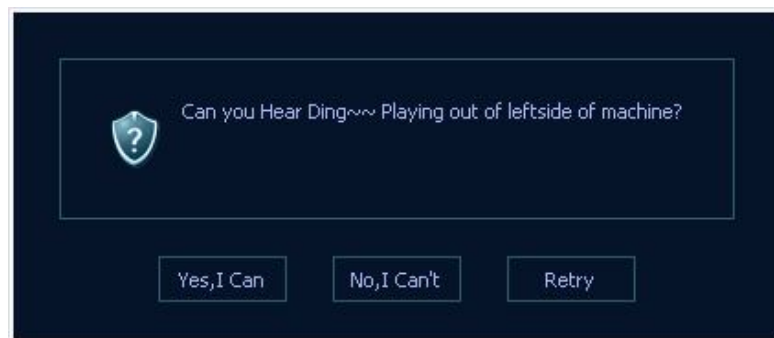 Can you Hear Ding~~ Playing out of leftside of machine?
?
Yes,I Can
No,I Can't
Retry